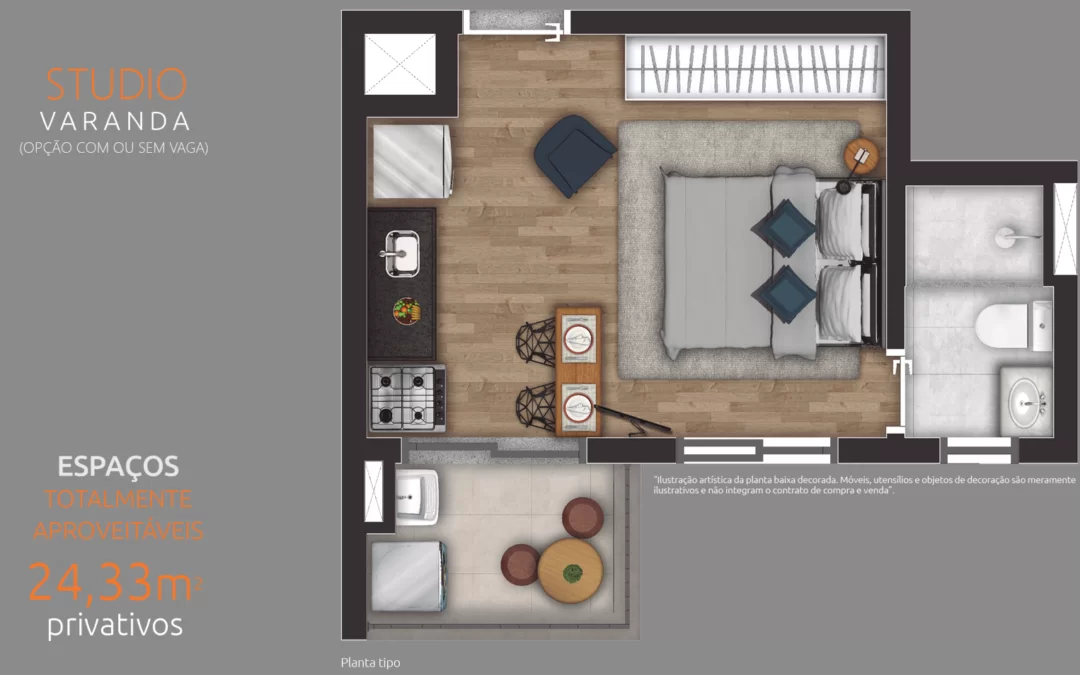 STUDIO
VARANDA
(OPÇÃO COM OU SEM VAGA)
ESPAÇOS
TOTALMENTE
APROVEITÁVEIS
24,33m²
privativos
"Ilustração artística da planta baixa decorada. Móveis, utensílios e objetos de decoração são meramente
ilustrativos e não integram o contrato de compra e venda".
Planta tipo